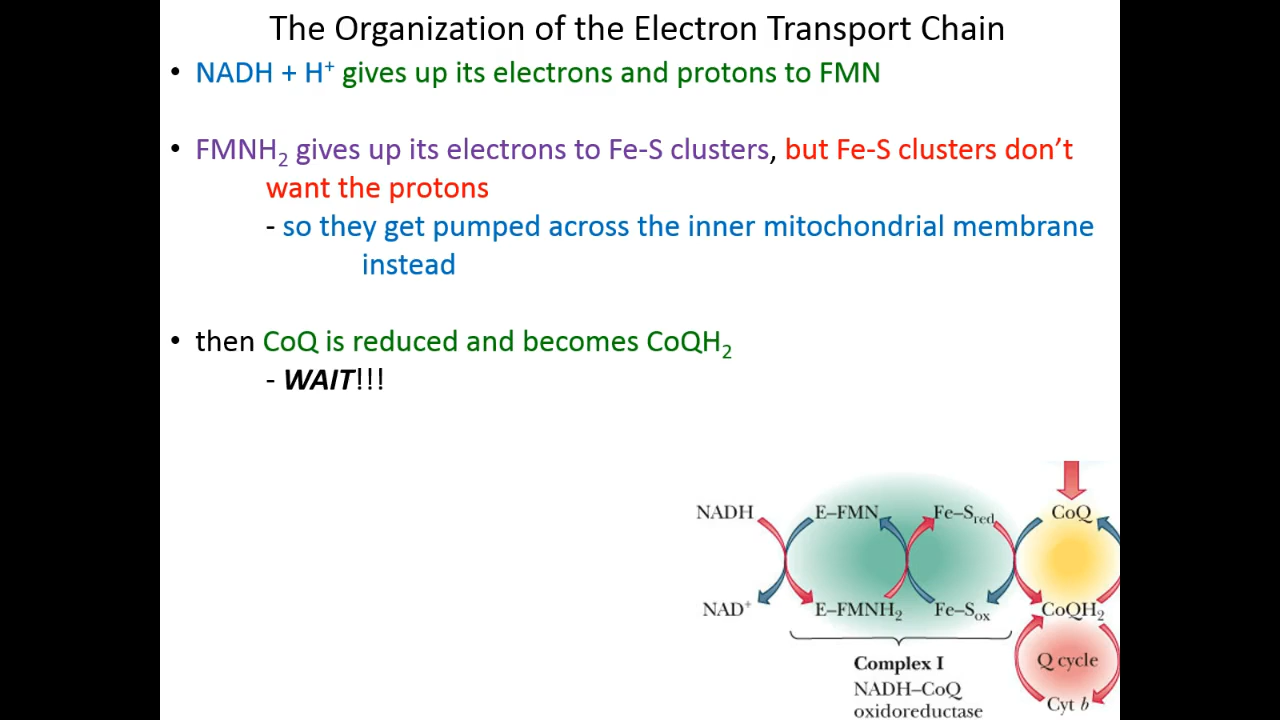 The Organization of the Electron Transport Chain
• NADH + H⁺ gives up its electrons and protons to FMN
• FMNH₂ gives up its electrons to Fe-S clusters, but Fe-S clusters don’t
want the protons
- so they get pumped across the inner mitochondrial membrane
instead
• then CoQ is reduced and becomes CoQH₂
- WAIT!!!
NADH E–FMN Fe–S red CoQ
NAD⁺ E–FMNH₂ Fe–S ox CoQH₂
Complex I
NADH–CoQ
oxidoreductase
Q cycle
Cyt b